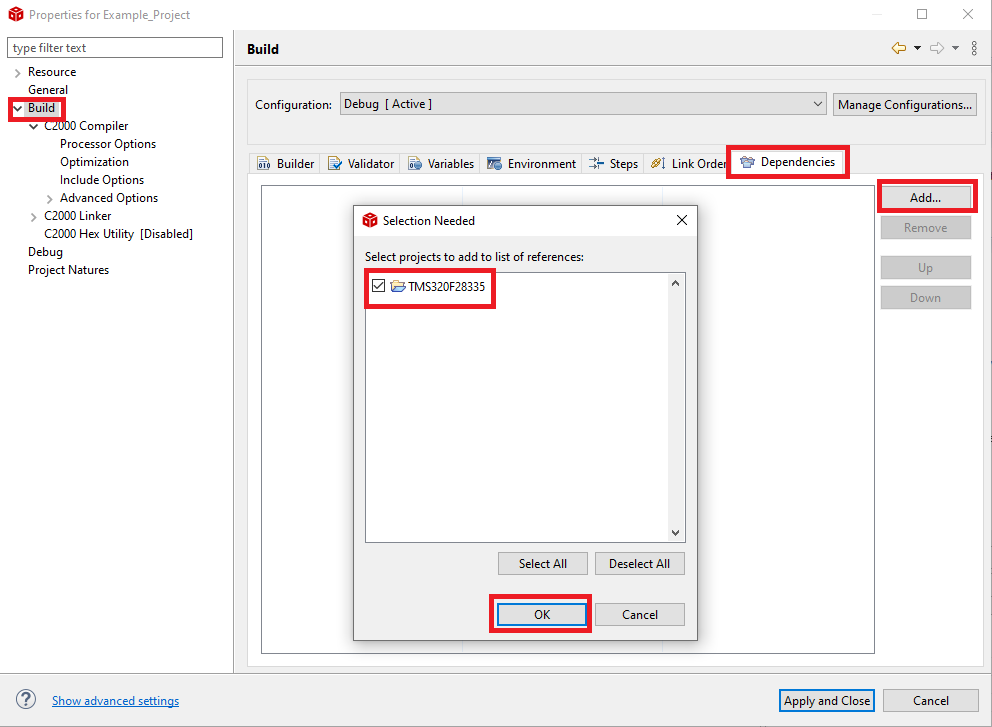 Properties for Example_Project
type filter text
Resource
General
Build
C2000 Compiler
Processor Options
Optimization
Include Options
Advanced Options
C2000 Linker
C2000 Hex Utility [Disabled]
Debug
Project Natures
Build
Configuration: Debug [ Active ] Manage Configurations...
Builder Validator Variables Environment Steps Link Order Dependencies
Add...
Remove
Up
Down
Selection Needed
Select projects to add to list of references:
TMS320F28335
Select All Deselect All
OK Cancel
Show advanced settings
Apply and Close Cancel